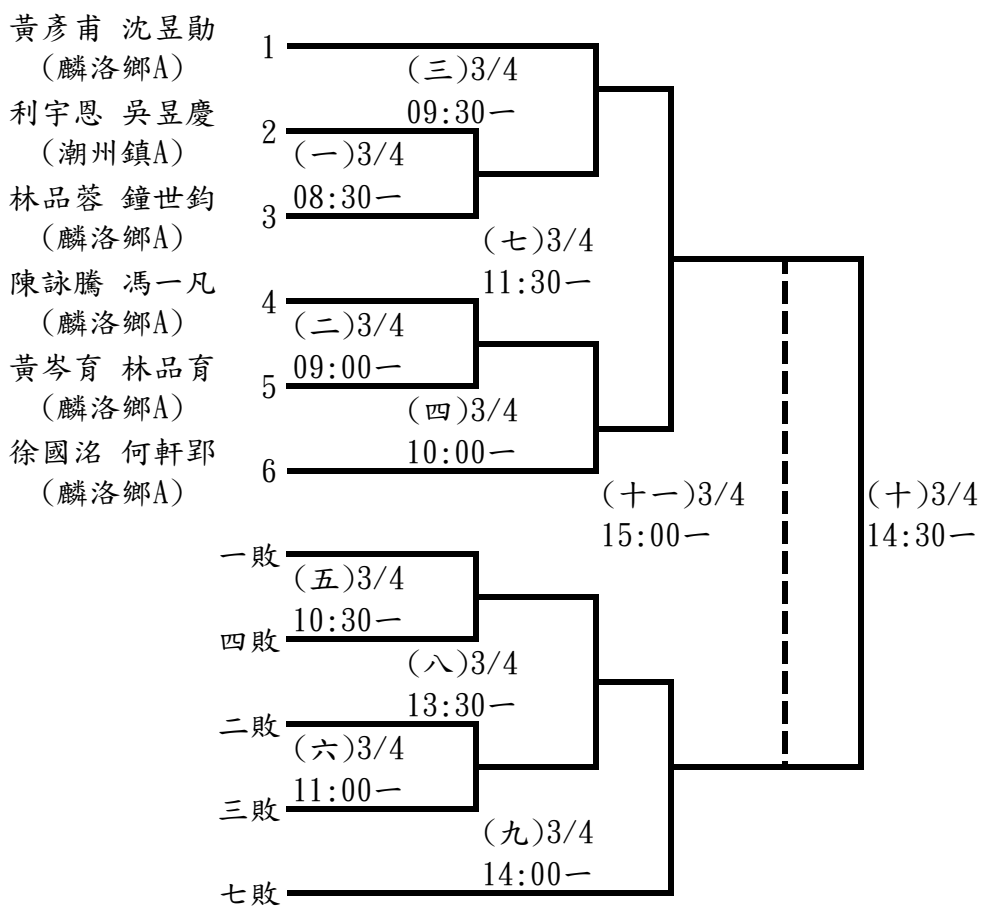 黃彥甫 沈昱勛
(麟洛鄉A)
1
(三)3/4
09:30一
利宇恩 吳昱慶
(潮州鎮A)
2
(一)3/4
08:30一
林品蓉 鐘世鈞
(麟洛鄉A)
3
(七)3/4
11:30一
陳詠騰 馮一凡
(麟洛鄉A)
4
(二)3/4
09:00一
黃岑育 林品育
(麟洛鄉A)
5
(四)3/4
10:00一
徐國洺 何軒郢
(麟洛鄉A)
6
(十一)3/4
15:00一
(十)3/4
14:30一
一敗
(五)3/4
10:30一
四敗
(八)3/4
13:30一
二敗
(六)3/4
11:00一
三敗
(九)3/4
14:00一
七敗